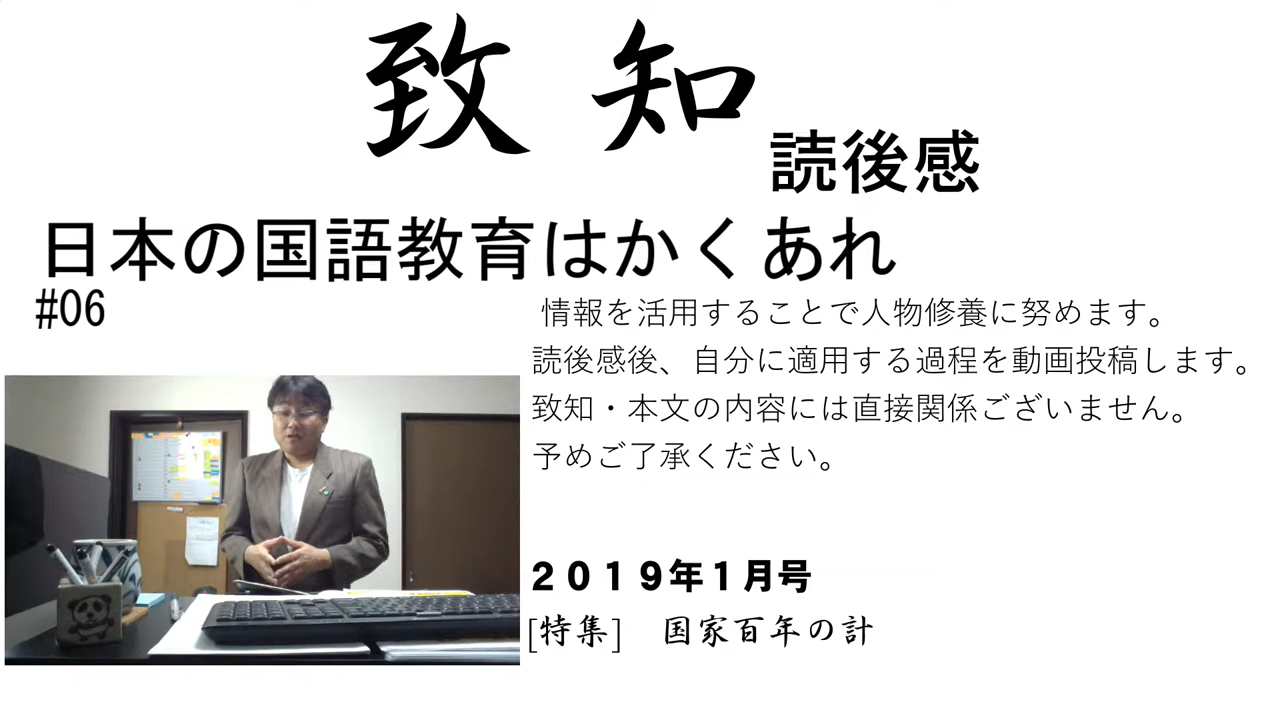 致知
読後感
日本の国語教育はかくあれ
#06
情報を活用することで人物修養に努めます。
読後感後、自分に適用する過程を動画投稿します。
致知・本文の内容には直接関係ございません。
予めご了承ください。
２０１９年１月号
[特集]　国家百年の計